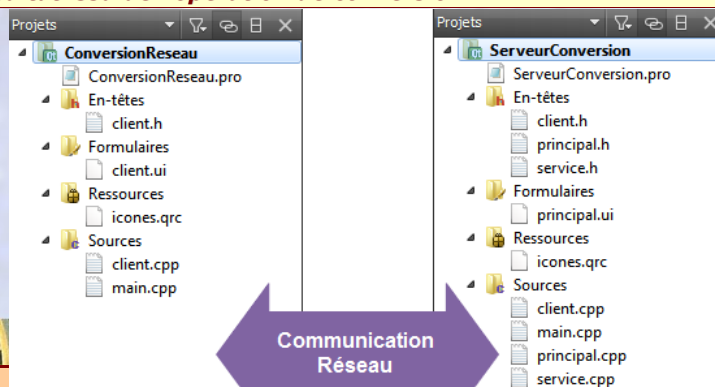 Projets
ConversionReseau
ConversionReseau.pro
En-têtes
client.h
Formulaires
client.ui
Ressources
icones.qrc
Sources
client.cpp
main.cpp
Communication
Réseau
Projets
ServeurConversion
ServeurConversion.pro
En-têtes
client.h
principal.h
service.h
Formulaires
principal.ui
Ressources
icones.qrc
Sources
client.cpp
main.cpp
principal.cpp
service.cpp